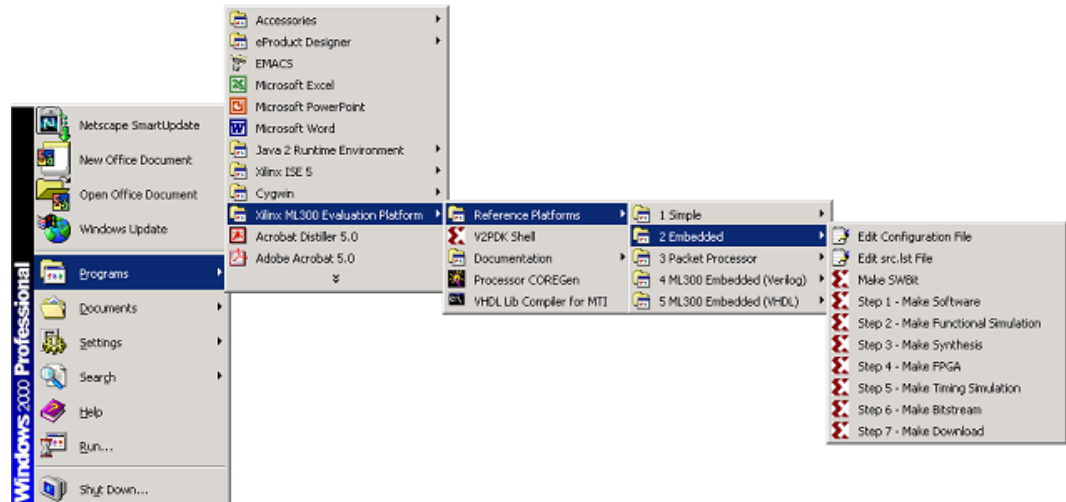 Windows 2000 Professional
Netscape SmartUpdate
New Office Document
Open Office Document
Windows Update
Programs
Documents
Settings
Search
Help
Run...
Shut Down...
Accessories
eProduct Designer
EMACS
Microsoft Excel
Microsoft PowerPoint
Microsoft Word
Java 2 Runtime Environment
Xilinx ISE 5
Cygwin
Xilinx ML300 Evaluation Platform
Acrobat Distiller 5.0
Adobe Acrobat 5.0
Reference Platforms
V2PDK Shell
Documentation
Processor COREGen
VHDL Lib Compiler for MTI
1 Simple
2 Embedded
3 Packet Processor
4 ML300 Embedded (Verilog)
5 ML300 Embedded (VHDL)
Edit Configuration File
Edit src.lst File
Make SWBit
Step 1 - Make Software
Step 2 - Make Functional Simulation
Step 3 - Make Synthesis
Step 4 - Make FPGA
Step 5 - Make Timing Simulation
Step 6 - Make Bitstream
Step 7 - Make Download